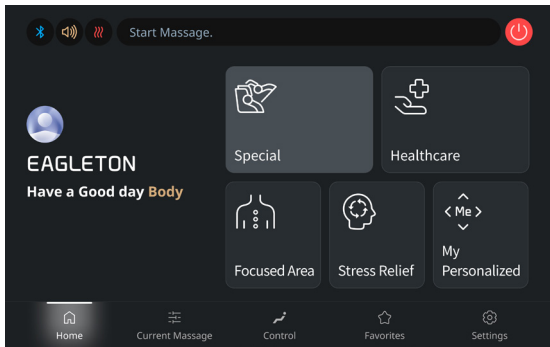 Start Massage.
EAGLETON
Have a Good day Body
Special
Healthcare
Focused Area
Stress Relief
< Me >
My
Personalized
Home
Current Massage
Control
Favorites
Settings